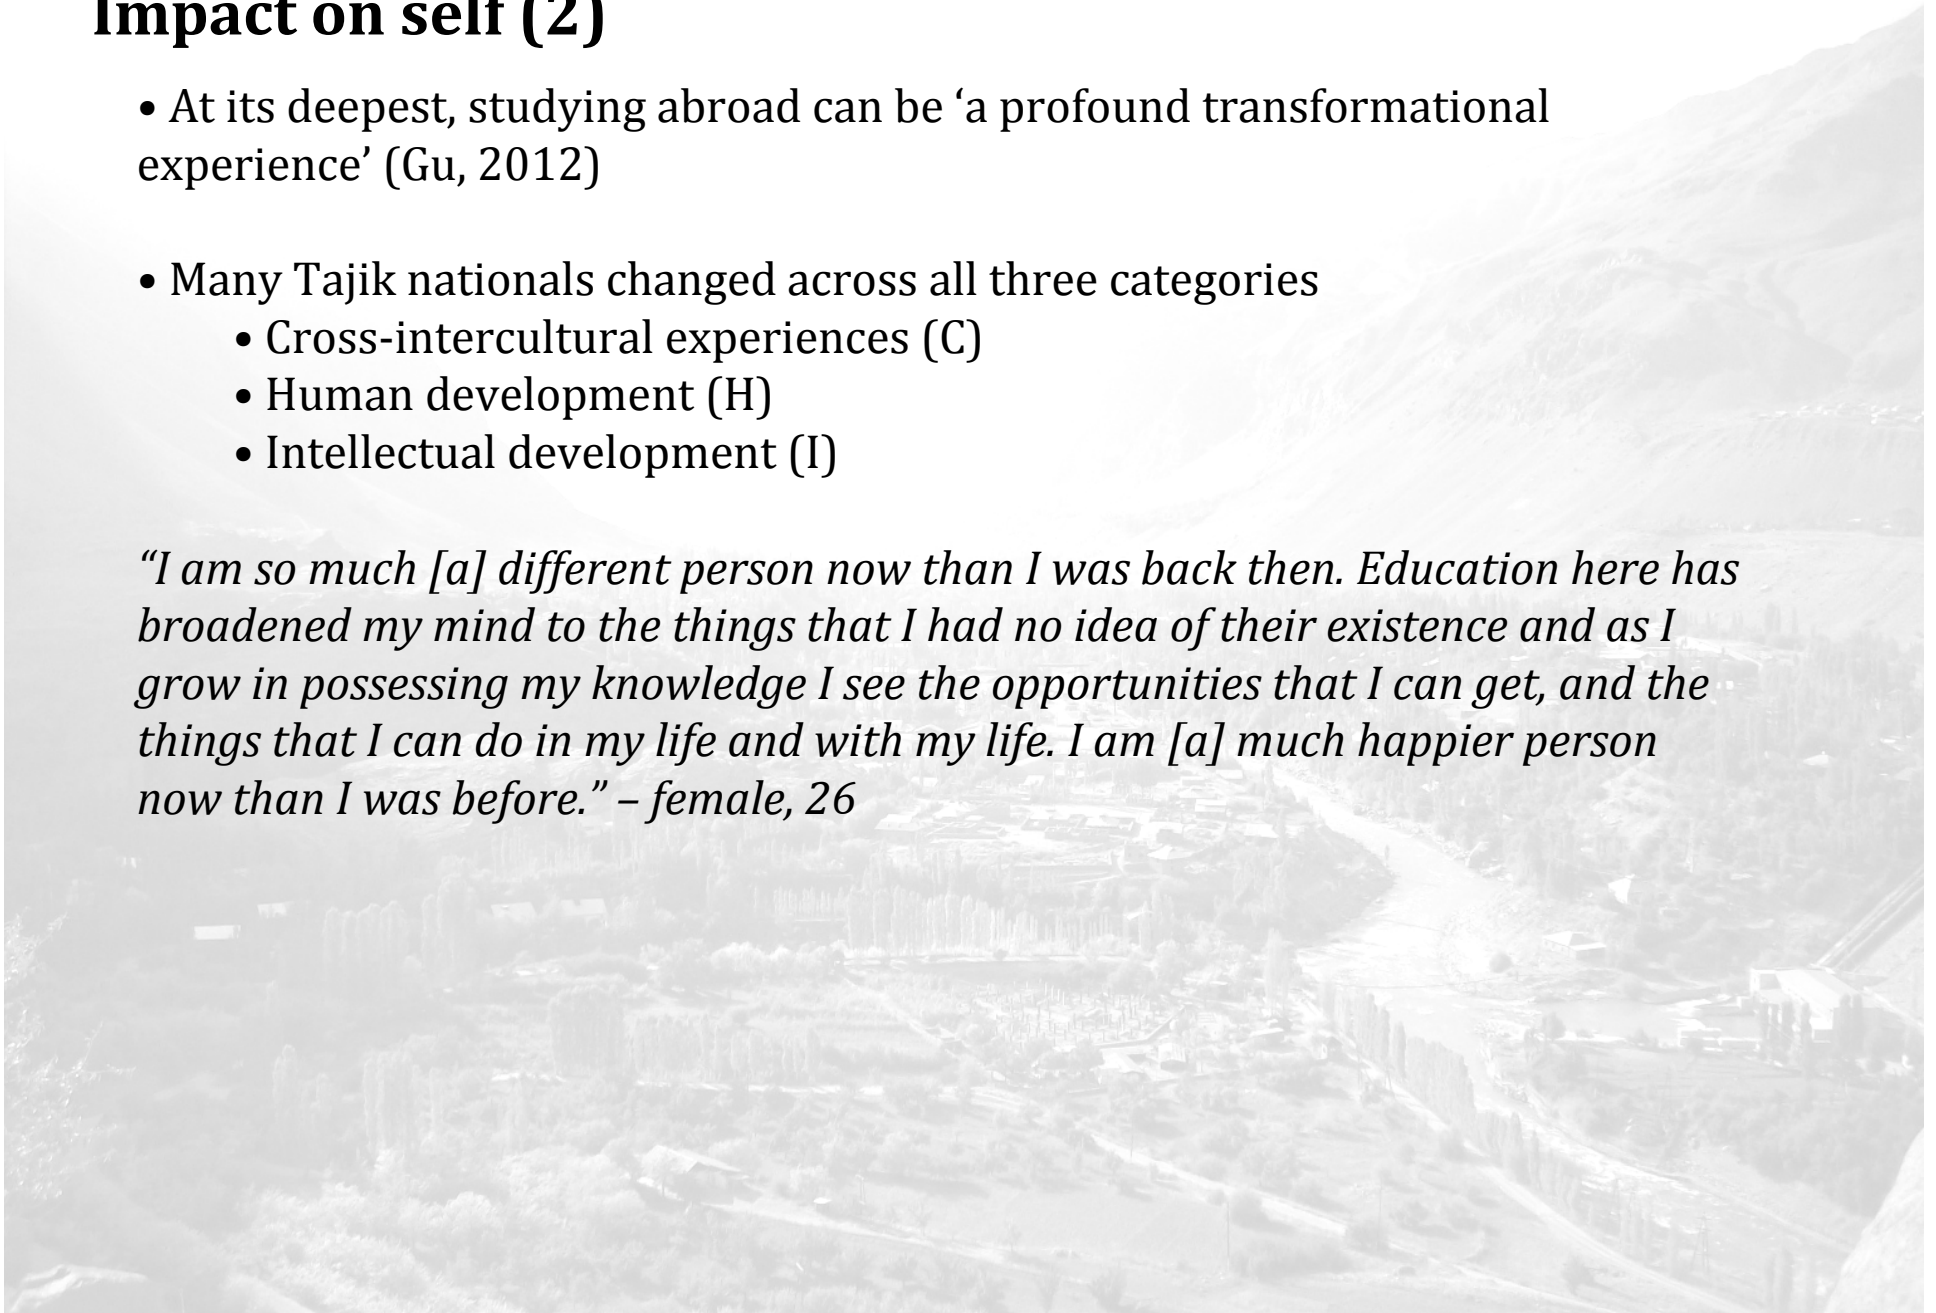 Impact on self (2)
• At its deepest, studying abroad can be ‘a profound transformational
experience’ (Gu, 2012)
• Many Tajik nationals changed across all three categories
• Cross-intercultural experiences (C)
• Human development (H)
• Intellectual development (I)
“I am so much [a] different person now than I was back then. Education here has
broadened my mind to the things that I had no idea of their existence and as I
grow in possessing my knowledge I see the opportunities that I can get, and the
things that I can do in my life and with my life. I am [a] much happier person
now than I was before.” – female, 26